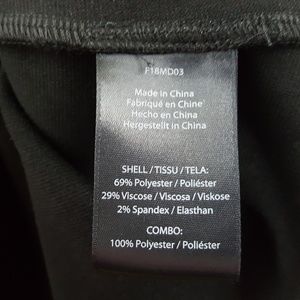 F18MD03
Made in China
Fabriqué en Chine
Hecho en China
Hergestellt in China
SHELL / TISSU / TELA:
69% Polyester / Poliéster
29% Viscose / Viscosa / Viskose
2% Spandex / Elasthan
COMBO:
100% Polyester / Poliéster